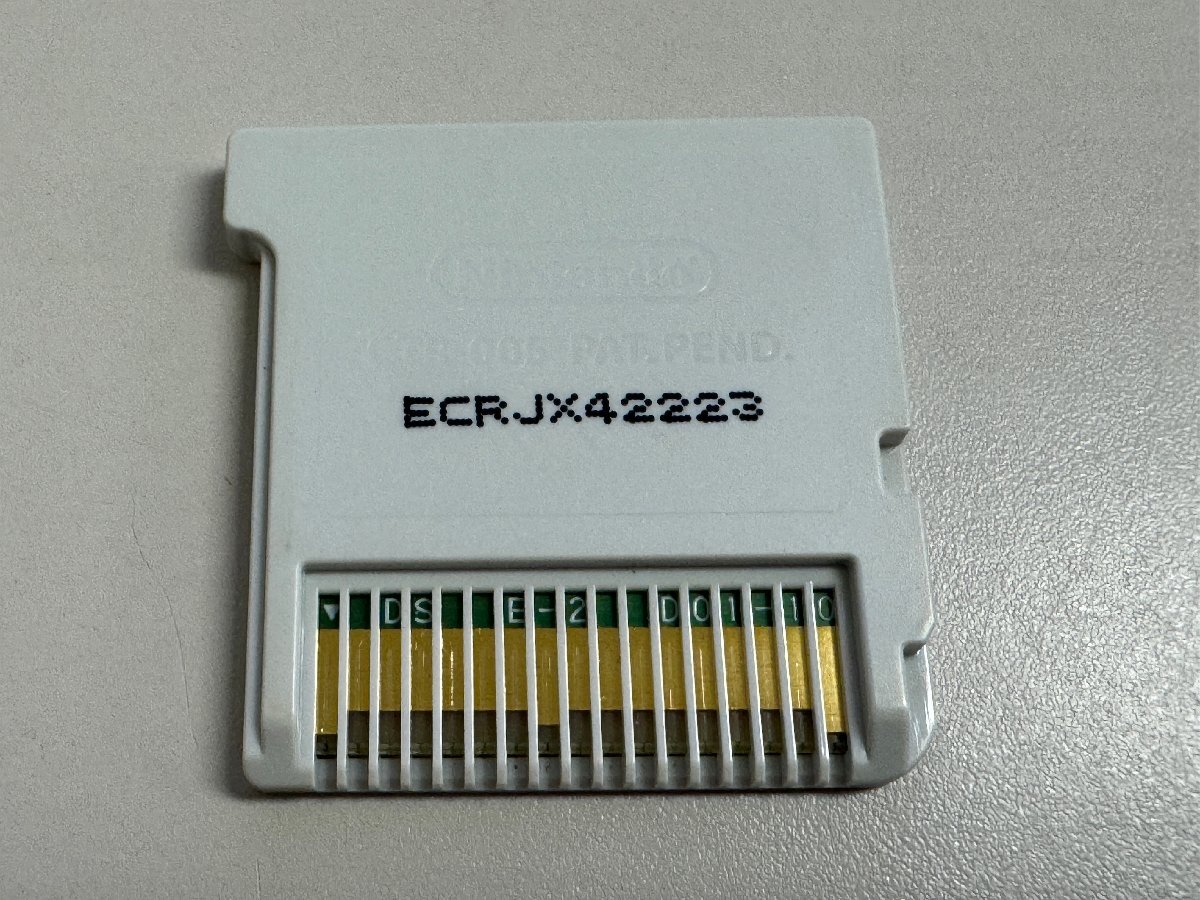 Nintendo
PAT. PEND.
ECRJX42223
▼ DS E-2 D01-10